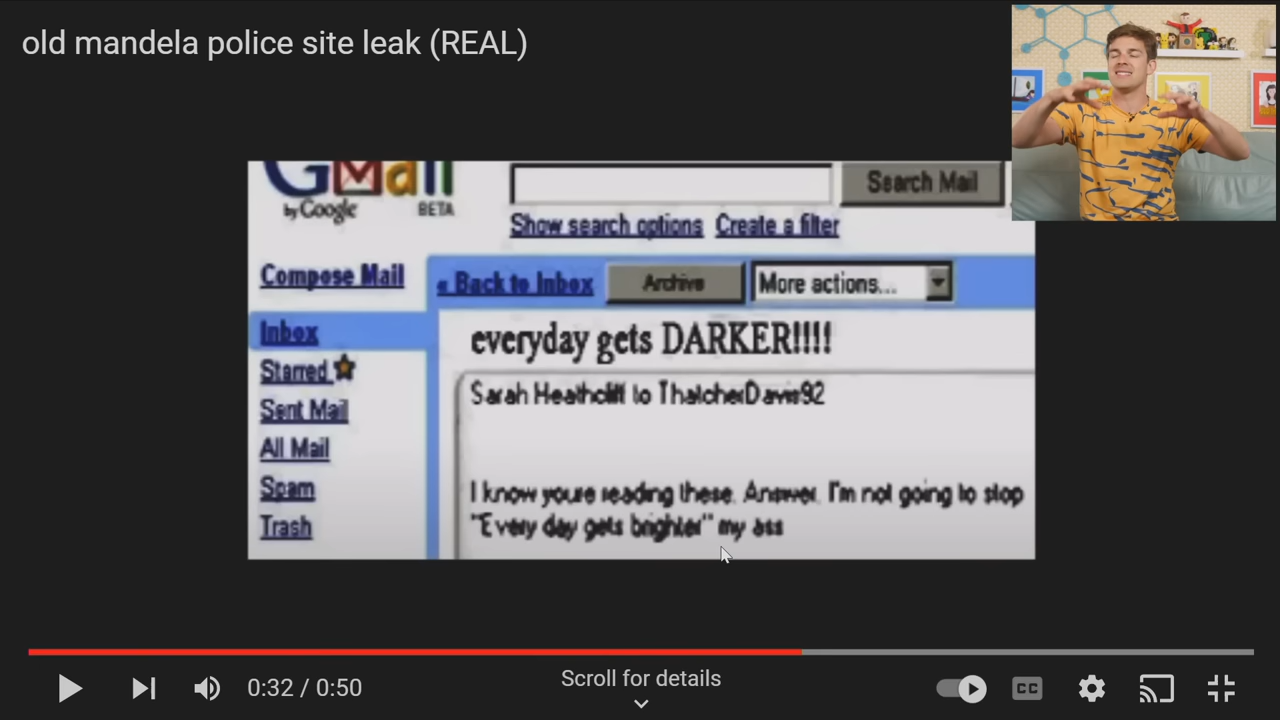 old mandela police site leak (REAL)
GMail
by Google BETA
Search Mail
Show search options Create a filter
Compose Mail
« Back to Inbox Archive More actions...
Inbox
everyday gets DARKER!!!!
Starred
Sarah Heathcliff to ThatcherDavis92
Sent Mail
All Mail
I know youre reading these. Answer. I'm not going to stop
Spam
"Every day gets brighter" my ass
Trash
Scroll for details
0:32 / 0:50
CC